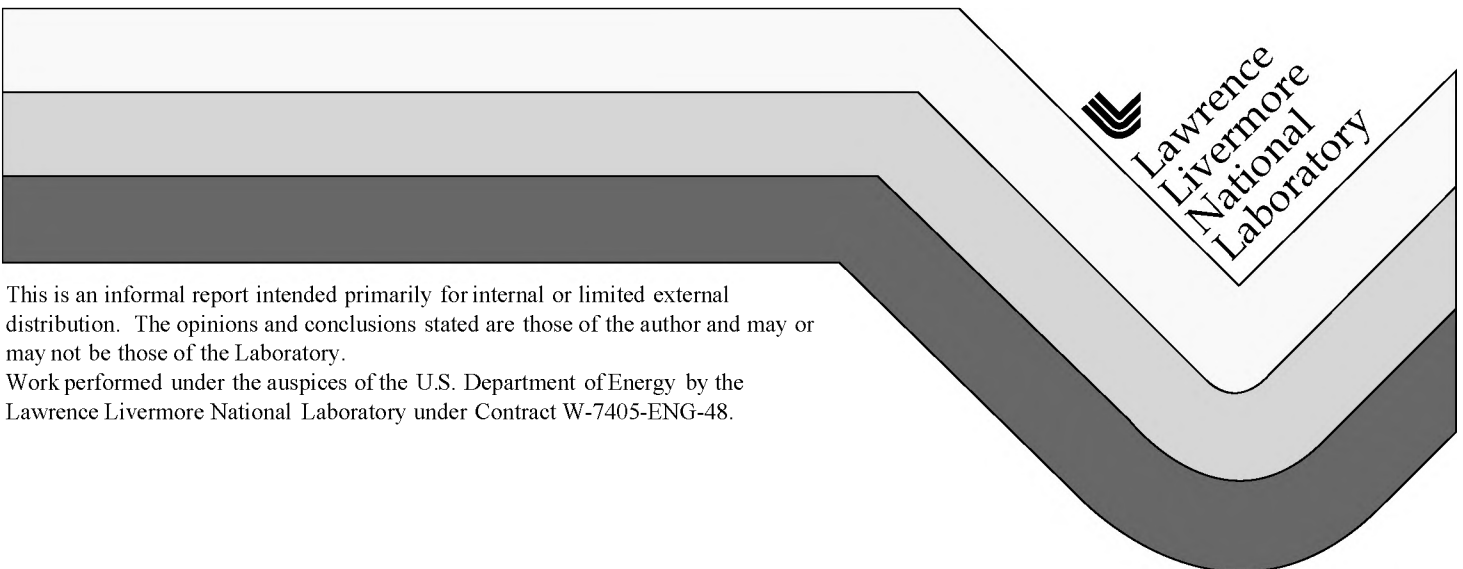 Lawrence
Livermore
National
Laboratory
This is an informal report intended primarily for internal or limited external
distribution. The opinions and conclusions stated are those of the author and may or
may not be those of the Laboratory.
Work performed under the auspices of the U.S. Department of Energy by the
Lawrence Livermore National Laboratory under Contract W-7405-ENG-48.